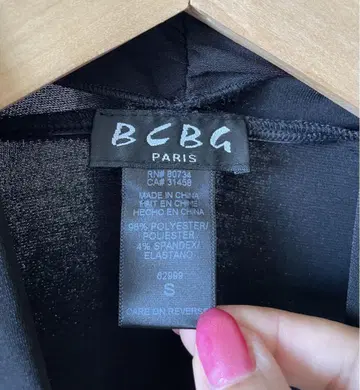 BCBG
PARIS
RN# 80734
CA# 31458
MADE IN CHINA
HECHO EN CHINA
96% POLYESTER/
POLIESTER
4% SPANDEX/
ELASTANO
62999
S
CARE ON REVERSE